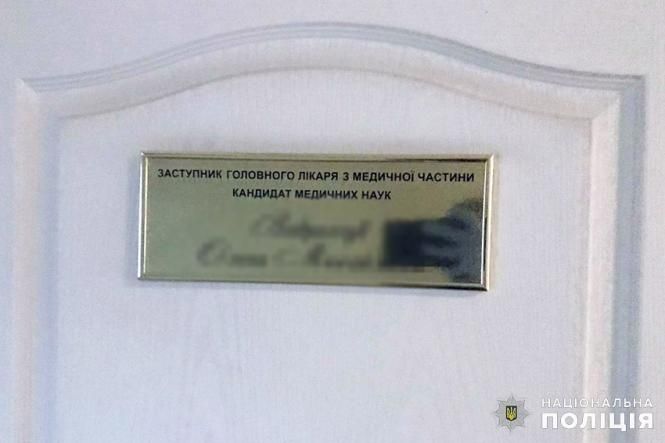 ЗАСТУПНИК ГОЛОВНОГО ЛІКАРЯ З МЕДИЧНОЇ ЧАСТИНИ
КАНДИДАТ МЕДИЧНИХ НАУК
НАЦІОНАЛЬНА
ПОЛІЦІЯ